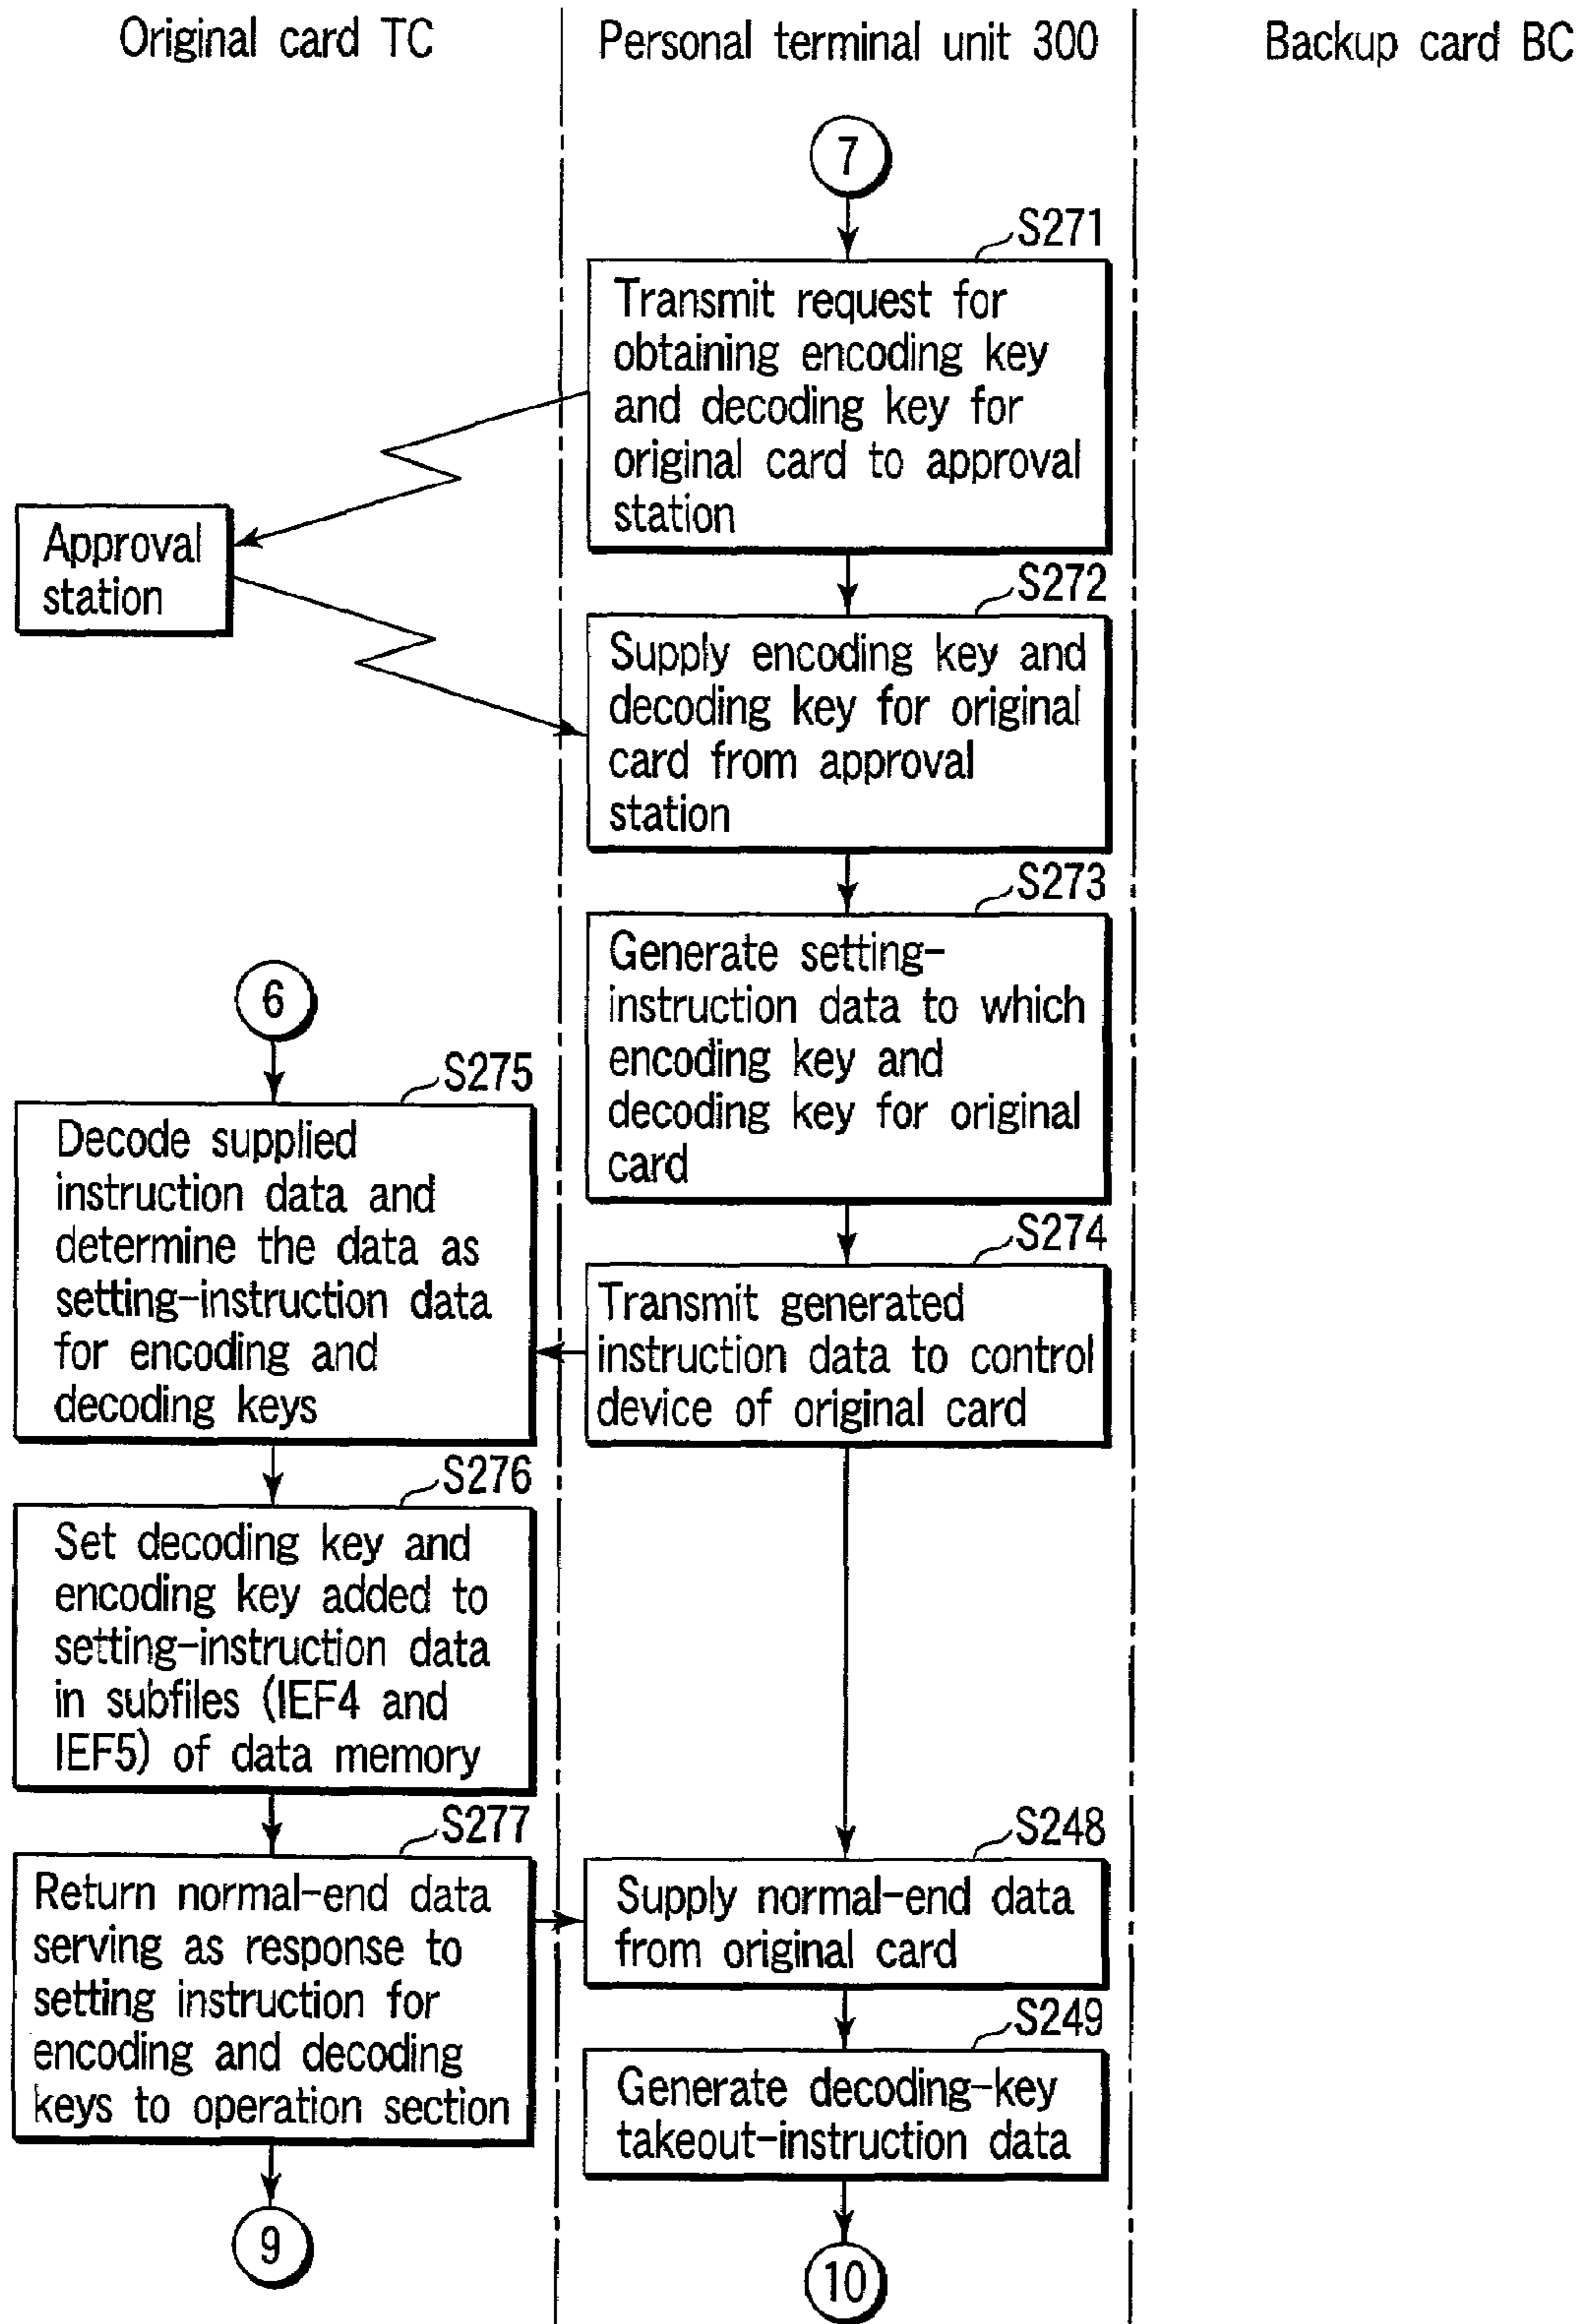 Original card TC
Personal terminal unit 300
Backup card BC
7
S271
Transmit request for
obtaining encoding key
and decoding key for
original card to approval
station
Approval
station
S272
Supply encoding key and
decoding key for original
card from approval
station
S273
Generate setting-
instruction data to which
encoding key and
decoding key for original
card
6
S275
Decode supplied
instruction data and
determine the data as
setting-instruction data
for encoding and
decoding keys
S274
Transmit generated
instruction data to control
device of original card
S276
Set decoding key and
encoding key added to
setting-instruction data
in subfiles (IEF4 and
IEF5) of data memory
S277
Return normal-end data
serving as response to
setting instruction for
encoding and decoding
keys to operation section
S248
Supply normal-end data
from original card
S249
Generate decoding-key
takeout-instruction data
9
10